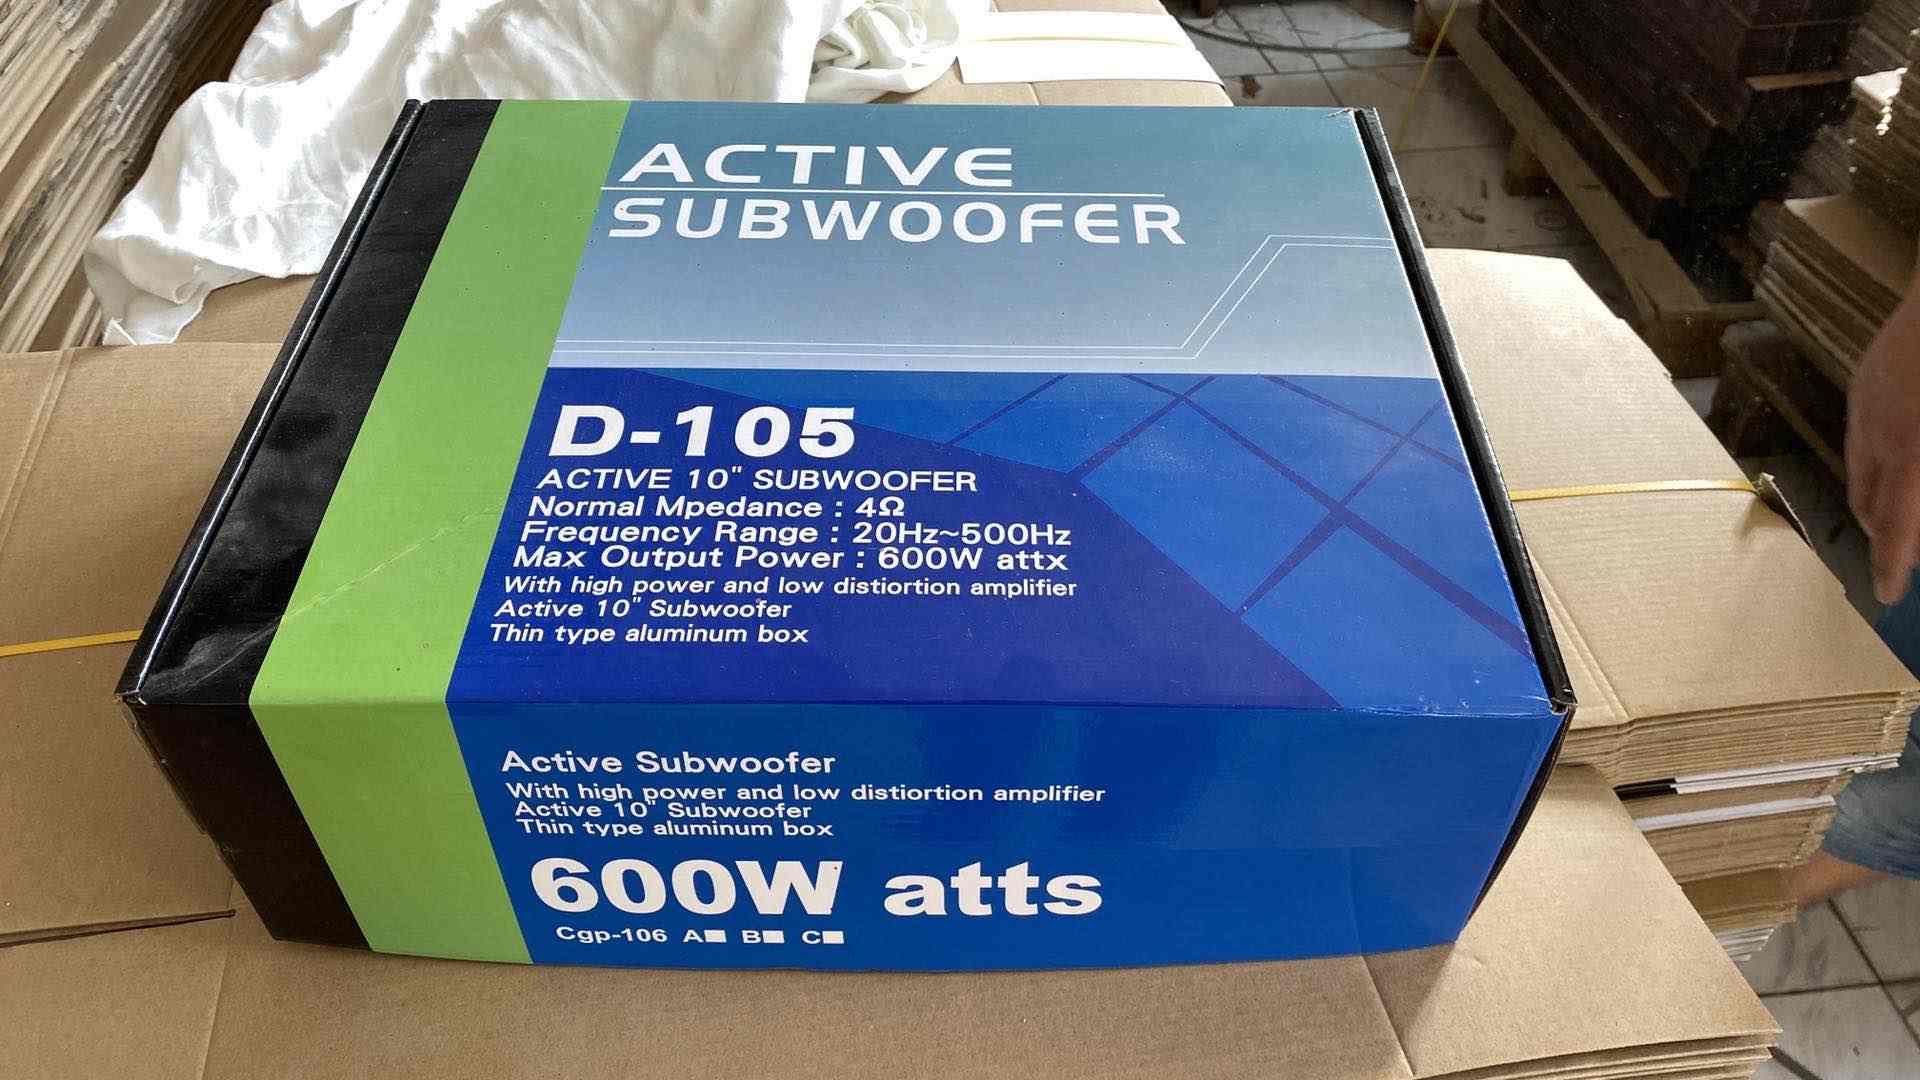 ACTIVE
SUBWOOFER
D-105
ACTIVE 10" SUBWOOFER
Normal Mpedance : 4Ω
Frequency Range : 20Hz~500Hz
Max Output Power : 600W attx
With high power and low distiortion amplifier
Active 10" Subwoofer
Thin type aluminum box
Active Subwoofer
With high power and low distiortion amplifier
Active 10" Subwoofer
Thin type aluminum box
600W atts
Cgp-106 A■ B■ C■